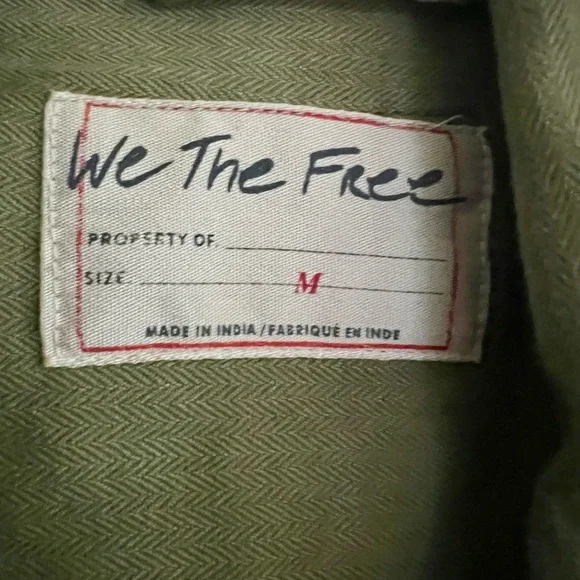 We The Free
PROPERTY OF.
SIZE. M
MADE IN INDIA / FABRIQUÉ EN INDE